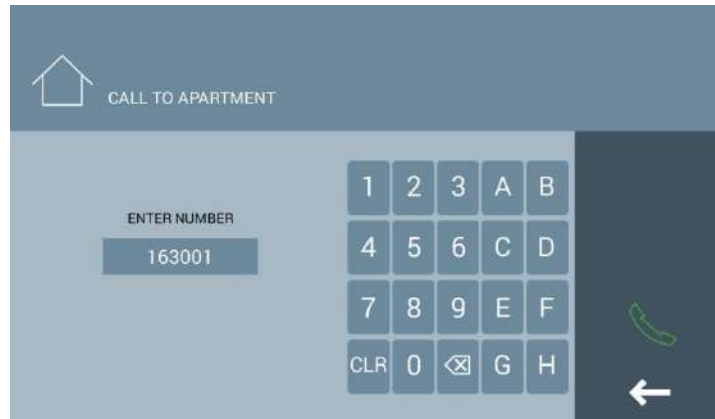 CALL TO APARTMENT
ENTER NUMBER
163001
1 2 3 A B
4 5 6 C D
7 8 9 E F
CLR 0 G H